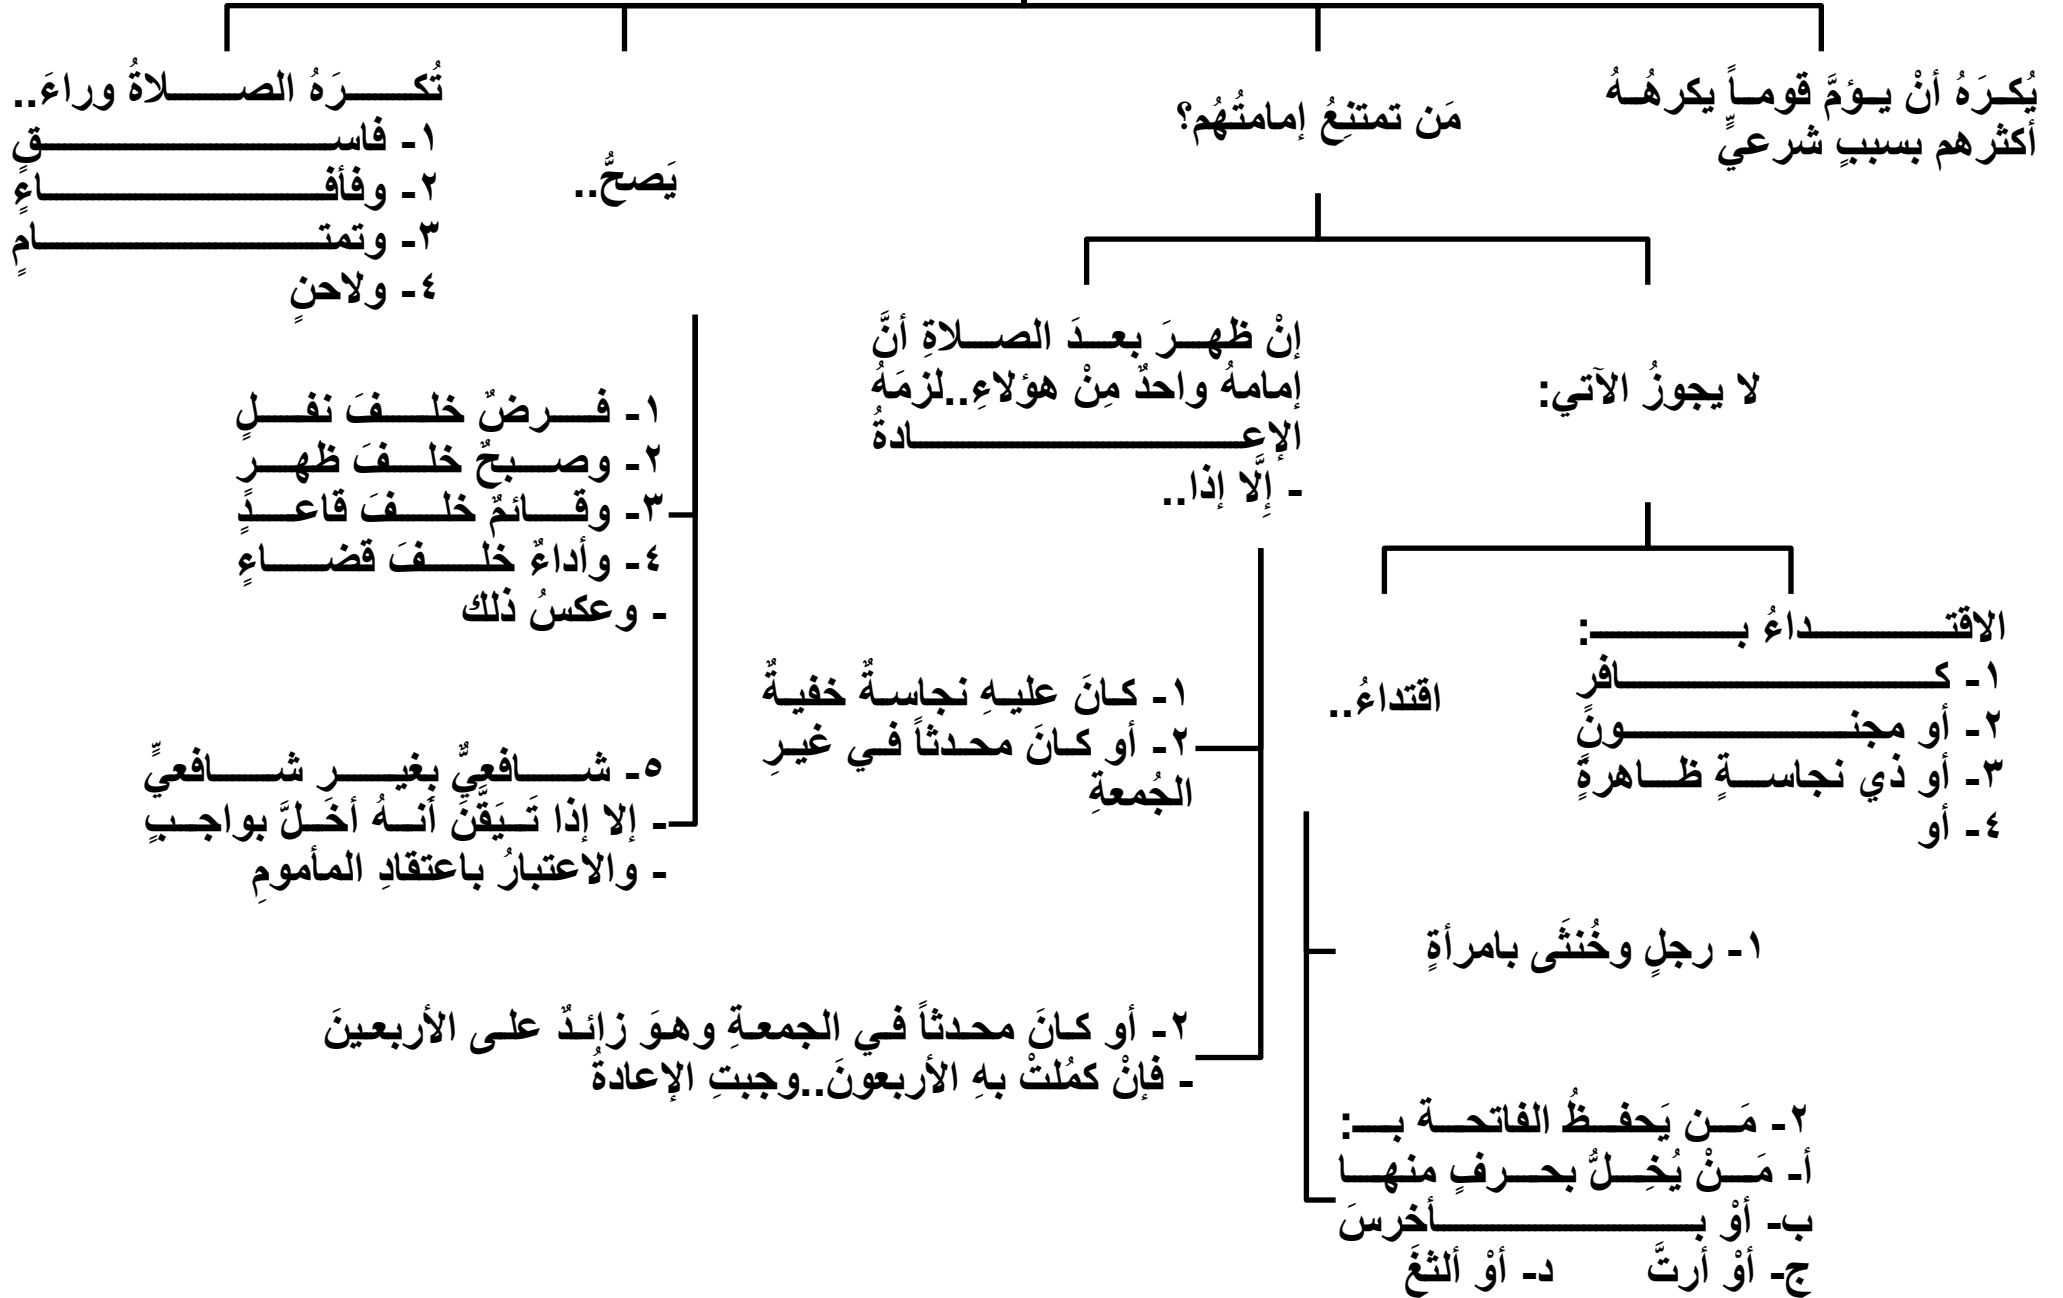 يُكرَهُ أنْ يؤمَّ قوماً يكرهُهُ
أكثرهم بسببٍ شرعيٍّ
مَن تمتنِعُ إمامتُهُم؟
لا يجوزُ الآتي:
الاقتداءُ بـ:
١- كافرٍ
٢- أو مجنونٍ
٣- أو ذي نجاسةٍ ظاهرةٍ
٤- أو
اقتداءُ..
١- رجلٍ وخُنثَى بامرأةٍ
٢- مَن يَحفظُ الفاتحة بـ:
أ- مَنْ يُخِلُّ بحرفٍ منها
ب- أوْ بأخرسَ
ج- أوْ أرتَّ د- أوْ ألثغَ
إنْ ظهرَ بعدَ الصلاةِ أنَّ
إمامهُ واحدٌ مِنْ هؤلاءِ..لزمَهُ
الإعادةُ
- إِلَّا إذا..
١- كانَ عليهِ نجاسةٌ خفيةٌ
٢- أو كانَ محدثاً في غيرِ
الجُمعةِ
٢- أو كانَ محدثاً في الجمعةِ وهوَ زائدٌ على الأربعينَ
- فإنْ كمُلتْ بهِ الأربعونَ..وجبتِ الإعادةُ
يَصحُّ..
١- فرضٌ خلفَ نفلٍ
٢- وصبحٌ خلفَ ظهرٍ
٣- وقائمٌ خلفَ قاعدٍ
٤- وأداءٌ خلفَ قضاءٍ
- وعكسُ ذلك
٥- شافعيٌّ بغير شافعيٍّ
- إلا إذا تَيَقَّنَ أنهُ أخَلَّ بواجبٍ
- والاعتبارُ باعتقادِ المأمومِ
تُكرَهُ الصلاةُ وراءَ..
١- فاسقٍ
٢- وفأفاءٍ
٣- وتمتامٍ
٤- ولاحنٍ